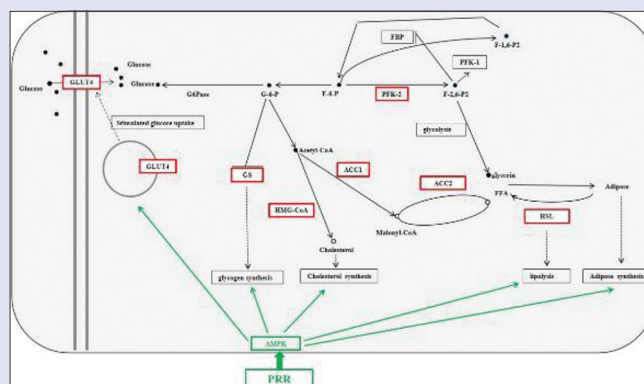 FBP
F-1,6-P2
Glucose
PFK-1
Glucose
GLUT4
Glucose
G6Pase
G-6-P
F-6-P
PFK-2
F-2,6-P2
Stimulated glucose uptake
glycolysis
Acetyl CoA
GLUT4
GS
ACC1
ACC2
glycerin
FFA
Adipose
HMG-CoA
HSL
Malonyl-CoA
Cholesterol
glycogen synthesis
Cholesterol synthesis
lipolysis
Adipose synthesis
AMPK
PRR